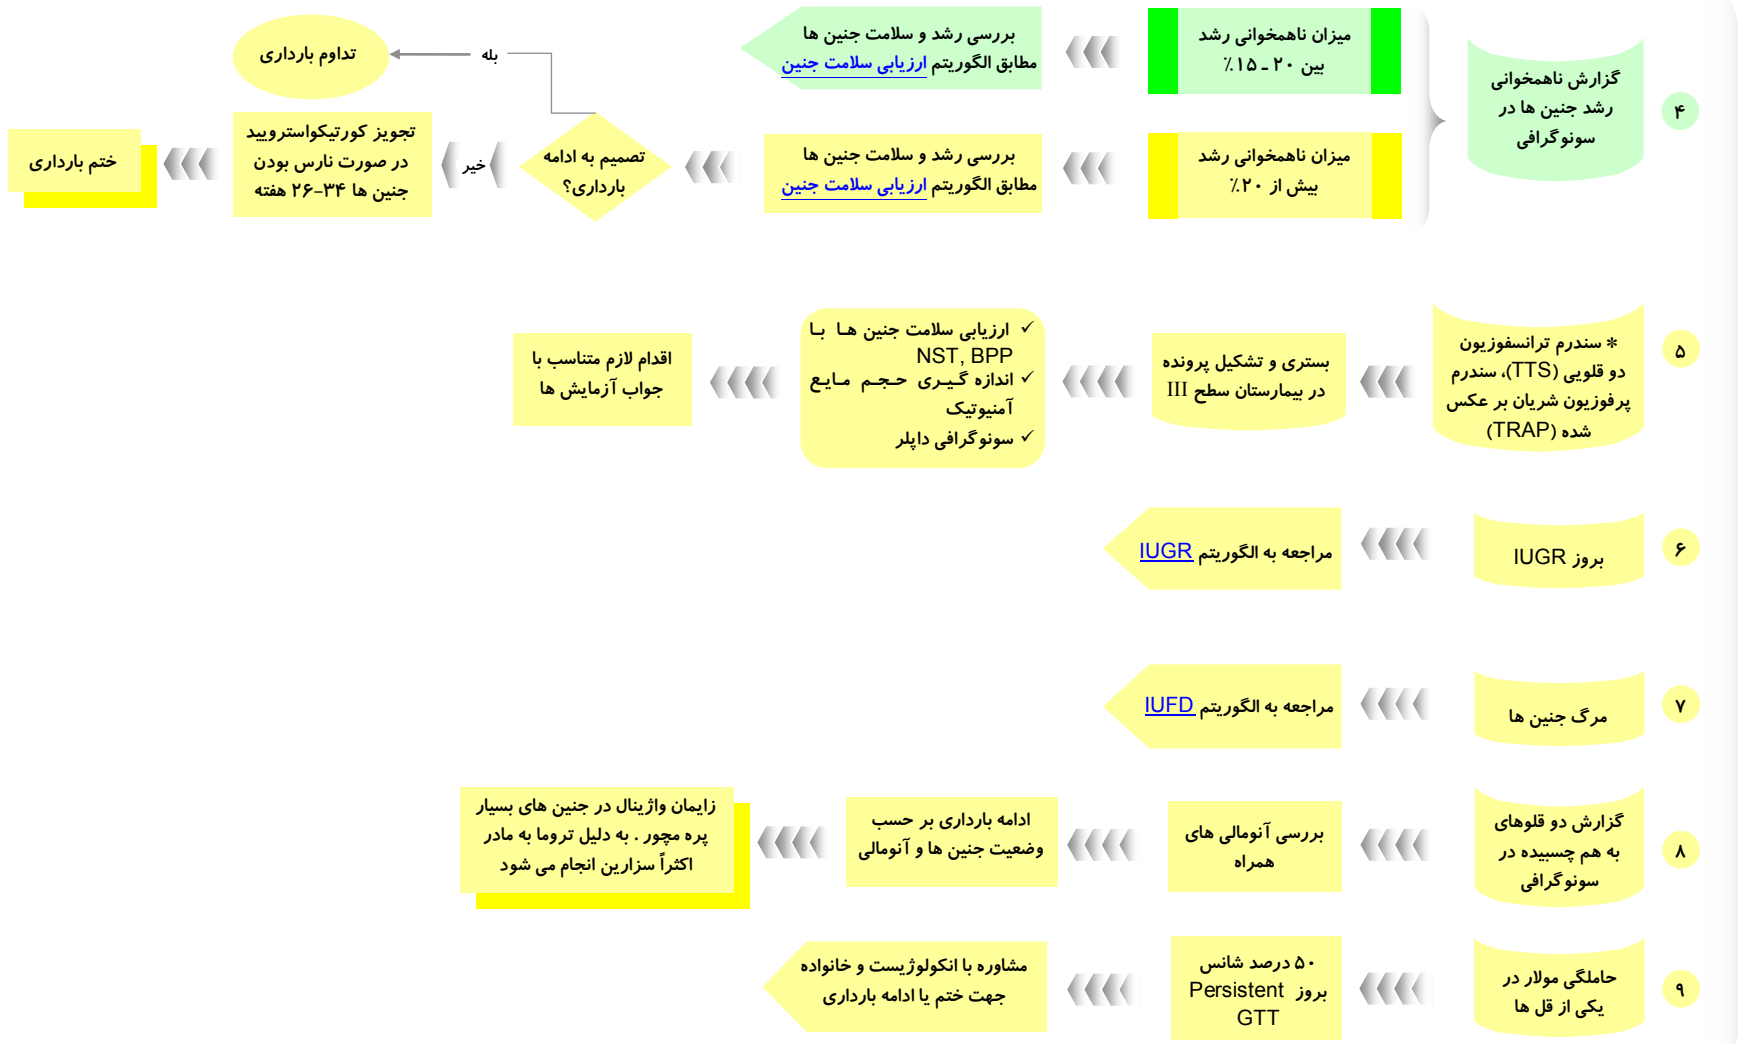 ۴
گزارش ناهمخوانی
رشد جنین ها در
سونوگرافی
میزان ناهمخوانی رشد
بین ۲۰ ـ ۱۵٪
بررسی رشد و سلامت جنین ها
مطابق الگوریتم ارزیابی سلامت جنین
میزان ناهمخوانی رشد
بیش از ۲۰٪
بررسی رشد و سلامت جنین ها
مطابق الگوریتم ارزیابی سلامت جنین
تصمیم به ادامه
بارداری؟
بله
تداوم بارداری
خیر
تجویز کورتیکواسترویید
در صورت نارس بودن
جنین ها ۳۴-۲۶ هفته
ختم بارداری
۵
* سندرم ترانسفوزیون
دو قلویی (TTS)، سندرم
پرفوزیون شریان بر عکس
شده (TRAP)
بستری و تشکیل پرونده
در بیمارستان سطح III
✓ ارزیابی سلامت جنین هـا بـا
NST, BPP
✓ اندازه گـیـری حـجـم مـایـع
آمنیوتیک
✓ سونوگرافی داپلر
اقدام لازم متناسب با
جواب آزمایش ها
۶
بروز IUGR
مراجعه به الگوریتم IUGR
۷
مرگ جنین ها
مراجعه به الگوریتم IUFD
۸
گزارش دو قلوهای
به هم چسبیده در
سونوگرافی
بررسی آنومالی های
همراه
ادامه بارداری بر حسب
وضعیت جنین ها و آنومالی
زایمان واژینال در جنین های بسیار
پره مچور . به دلیل تروما به مادر
اکثراً سزارین انجام می شود
۹
حاملگی مولار در
یکی از قل ها
۵۰ درصد شانس
بروز Persistent
GTT
مشاوره با انکولوژیست و خانواده
جهت ختم یا ادامه بارداری